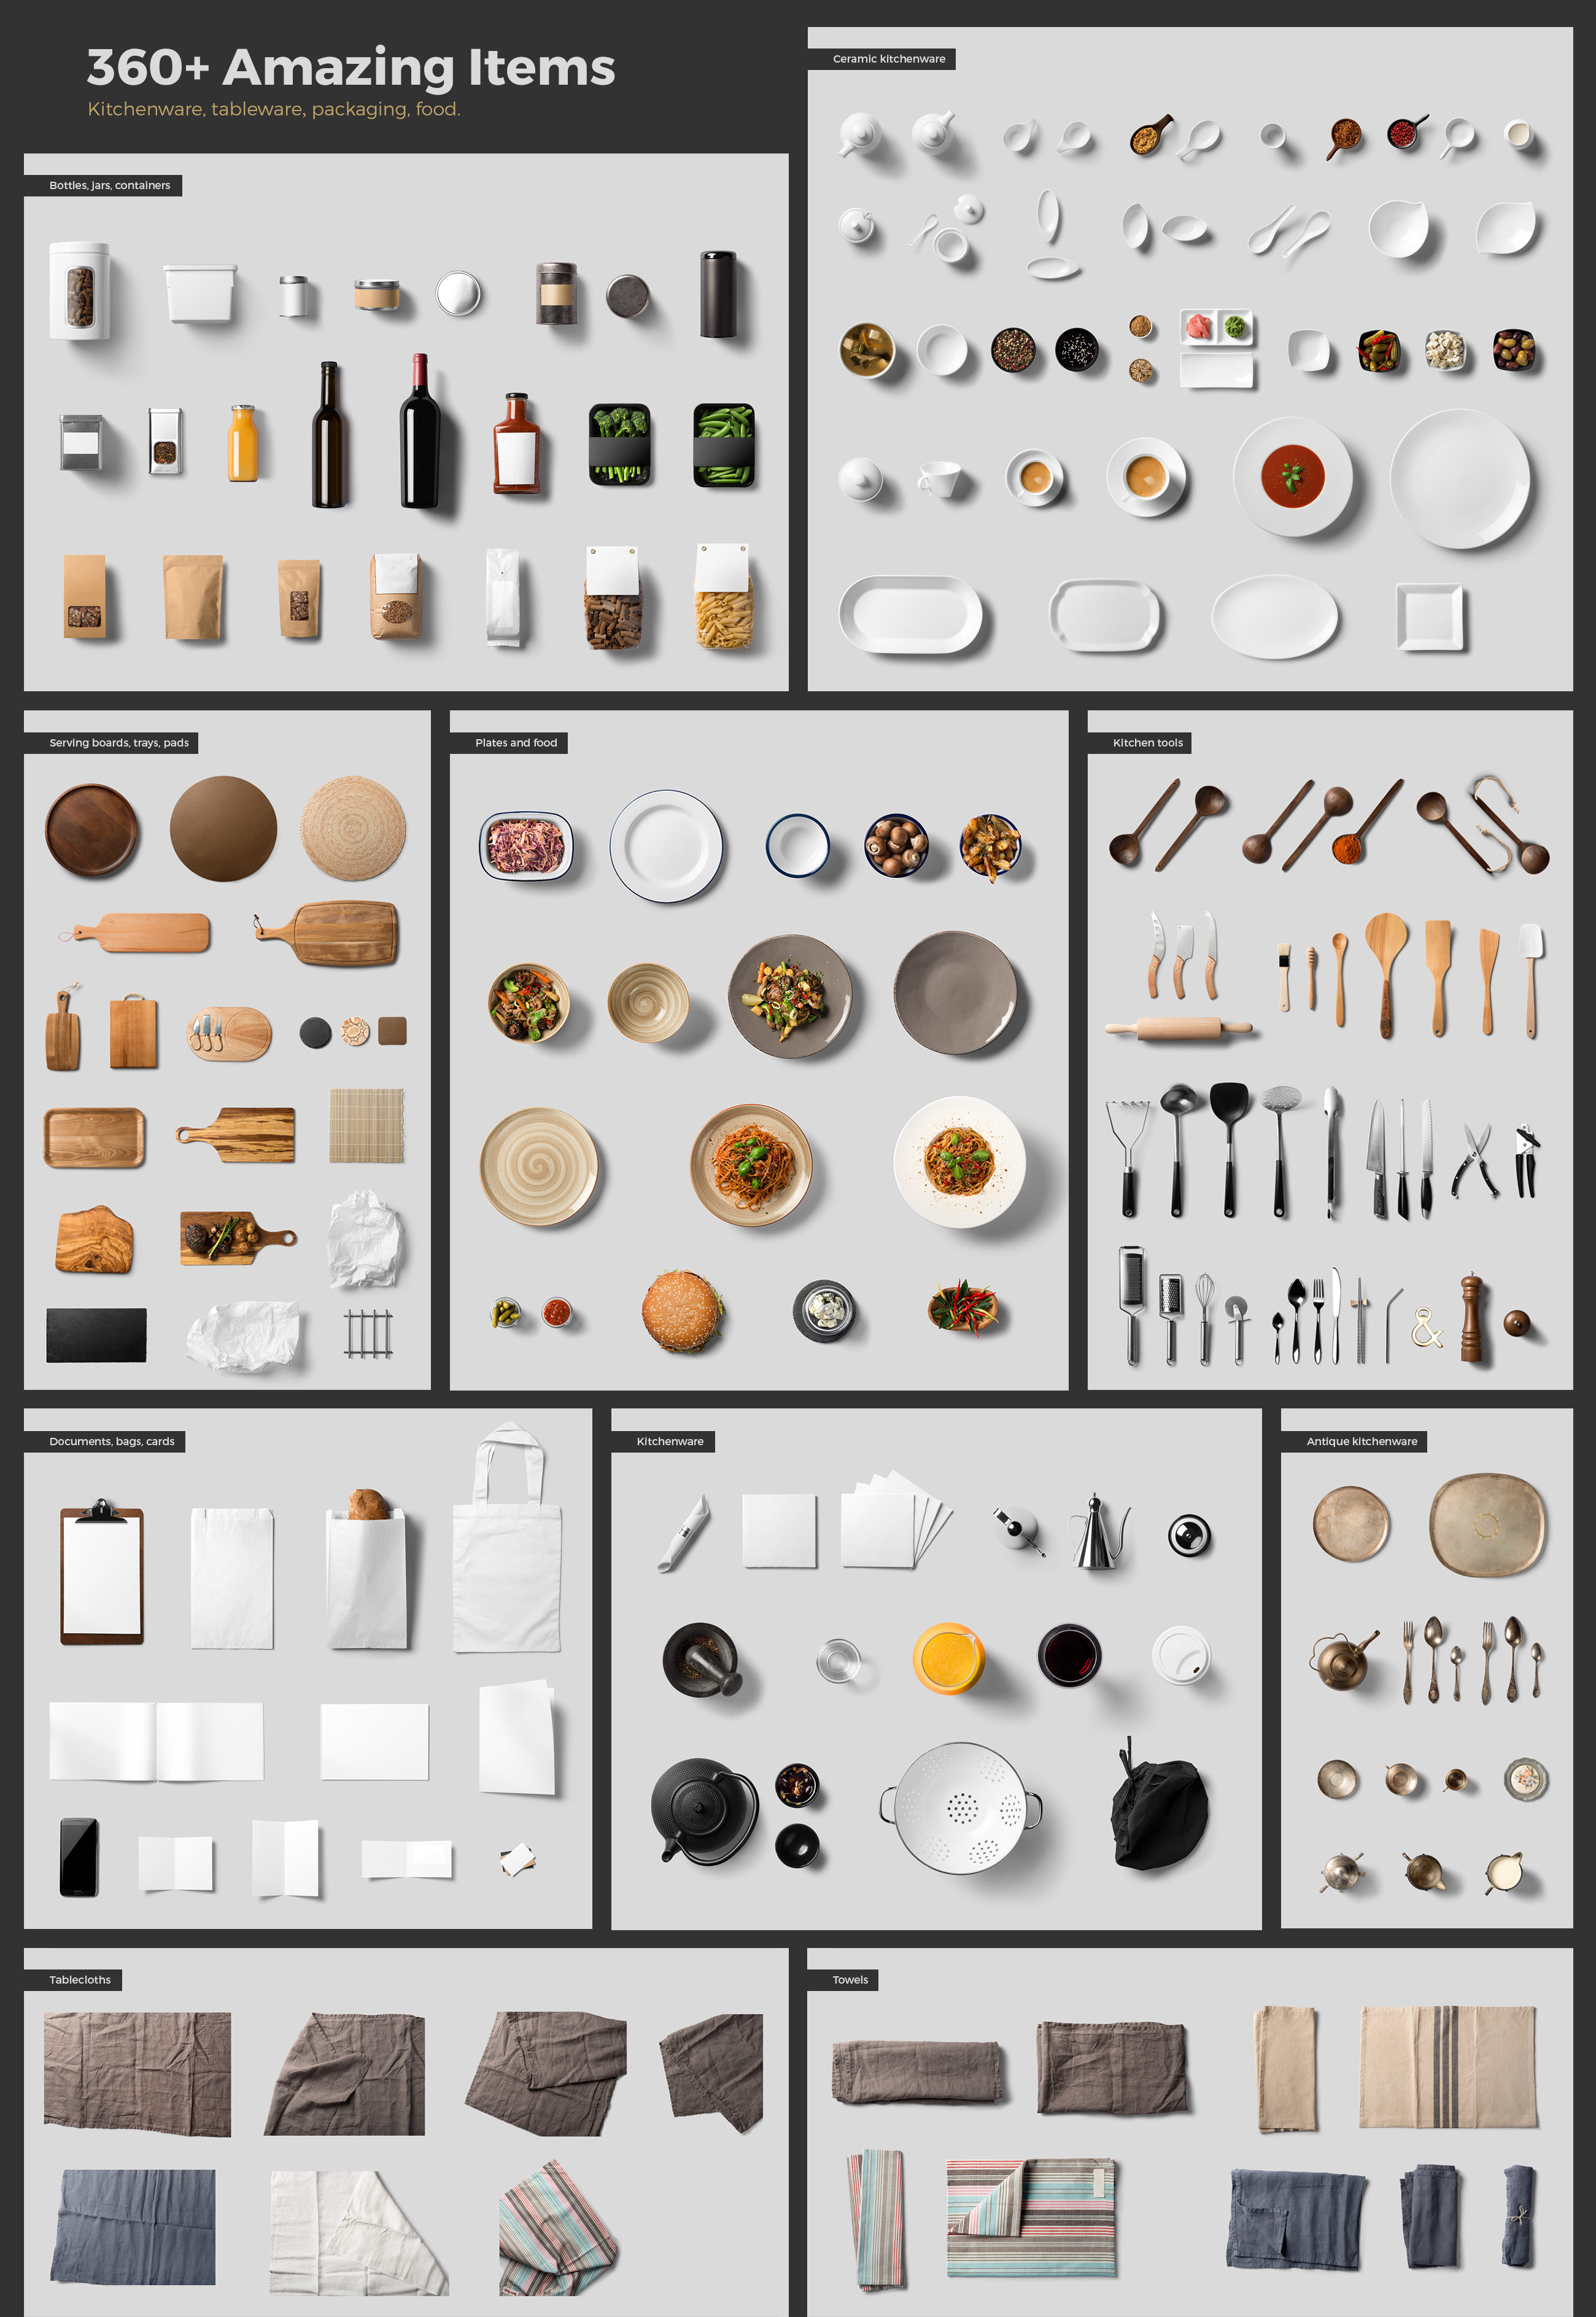 360+ Amazing Items
Kitchenware, tableware, packaging, food.
Ceramic kitchenware
Bottles, jars, containers
Serving boards, trays, pads
Plates and food
Kitchen tools
Documents, bags, cards
Kitchenware
Antique kitchenware
Tablecloths
Towels